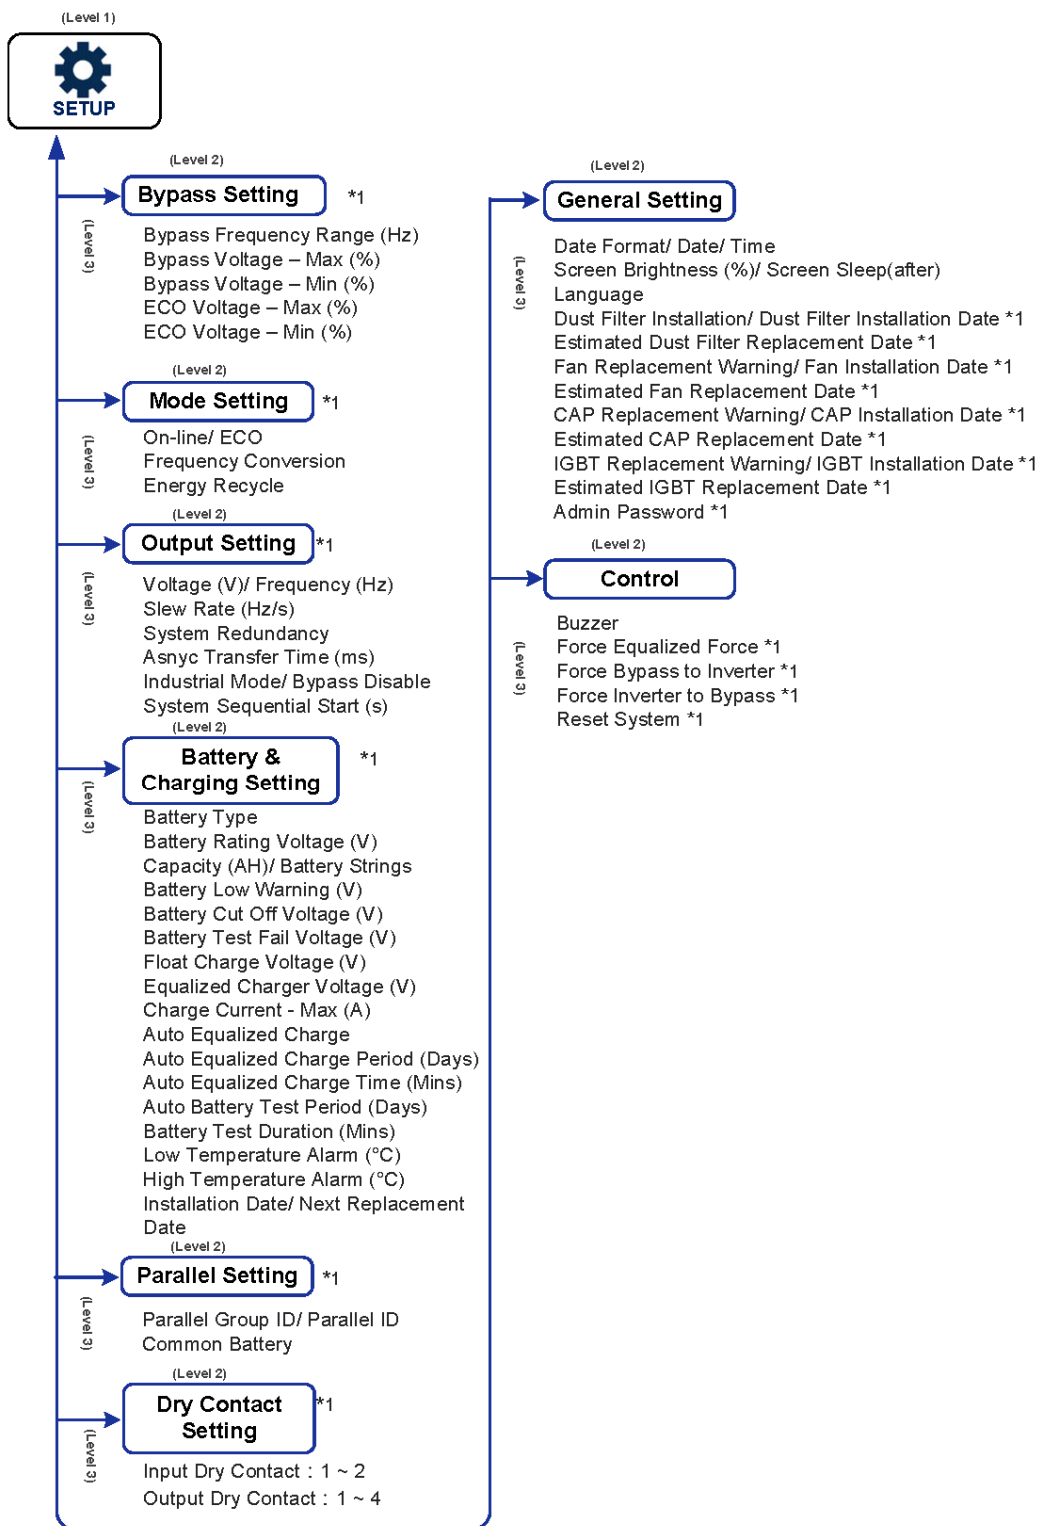 (Level 1)
SETUP
(Level 2)
Bypass Setting *1
(Level 3)
Bypass Frequency Range (Hz)
Bypass Voltage – Max (%)
Bypass Voltage – Min (%)
ECO Voltage – Max (%)
ECO Voltage – Min (%)
(Level 2)
Mode Setting *1
(Level 3)
On-line/ ECO
Frequency Conversion
Energy Recycle
(Level 2)
Output Setting *1
(Level 3)
Voltage (V)/ Frequency (Hz)
Slew Rate (Hz/s)
System Redundancy
Asnyc Transfer Time (ms)
Industrial Mode/ Bypass Disable
System Sequential Start (s)
(Level 2)
Battery & *1
Charging Setting
(Level 3)
Battery Type
Battery Rating Voltage (V)
Capacity (AH)/ Battery Strings
Battery Low Warning (V)
Battery Cut Off Voltage (V)
Battery Test Fail Voltage (V)
Float Charge Voltage (V)
Equalized Charger Voltage (V)
Charge Current - Max (A)
Auto Equalized Charge
Auto Equalized Charge Period (Days)
Auto Equalized Charge Time (Mins)
Auto Battery Test Period (Days)
Battery Test Duration (Mins)
Low Temperature Alarm (°C)
High Temperature Alarm (°C)
Installation Date/ Next Replacement
Date
(Level 2)
Parallel Setting *1
(Level 3)
Parallel Group ID/ Parallel ID
Common Battery
(Level 2)
Dry Contact *1
Setting
(Level 3)
Input Dry Contact : 1 ~ 2
Output Dry Contact : 1 ~ 4
(Level 2)
General Setting
(Level 3)
Date Format/ Date/ Time
Screen Brightness (%)/ Screen Sleep(after)
Language
Dust Filter Installation/ Dust Filter Installation Date *1
Estimated Dust Filter Replacement Date *1
Fan Replacement Warning/ Fan Installation Date *1
Estimated Fan Replacement Date *1
CAP Replacement Warning/ CAP Installation Date *1
Estimated CAP Replacement Date *1
IGBT Replacement Warning/ IGBT Installation Date *1
Estimated IGBT Replacement Date *1
Admin Password *1
(Level 2)
Control
(Level 3)
Buzzer
Force Equalized Force *1
Force Bypass to Inverter *1
Force Inverter to Bypass *1
Reset System *1